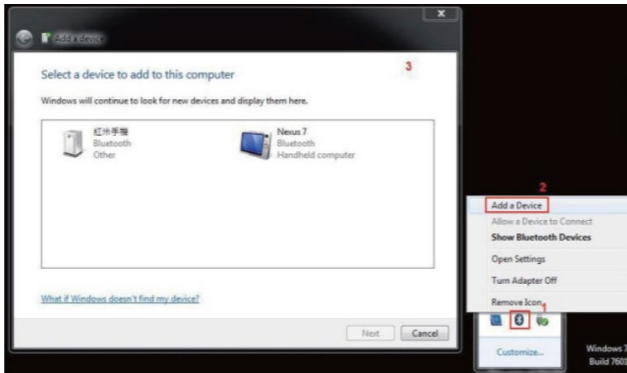 x
Add a device
Select a device to add to this computer
3
Windows will continue to look for new devices and display them here.
紅米手機
Bluetooth
Other
Nexus 7
Bluetooth
Handheld computer
What if Windows doesn't find my device?
Next
Cancel
2
Add a Device
Allow a Device to Connect
Show Bluetooth Devices
Open Settings
Turn Adapter Off
Remove Icon
1
Customize...
Windows 7
Build 7601